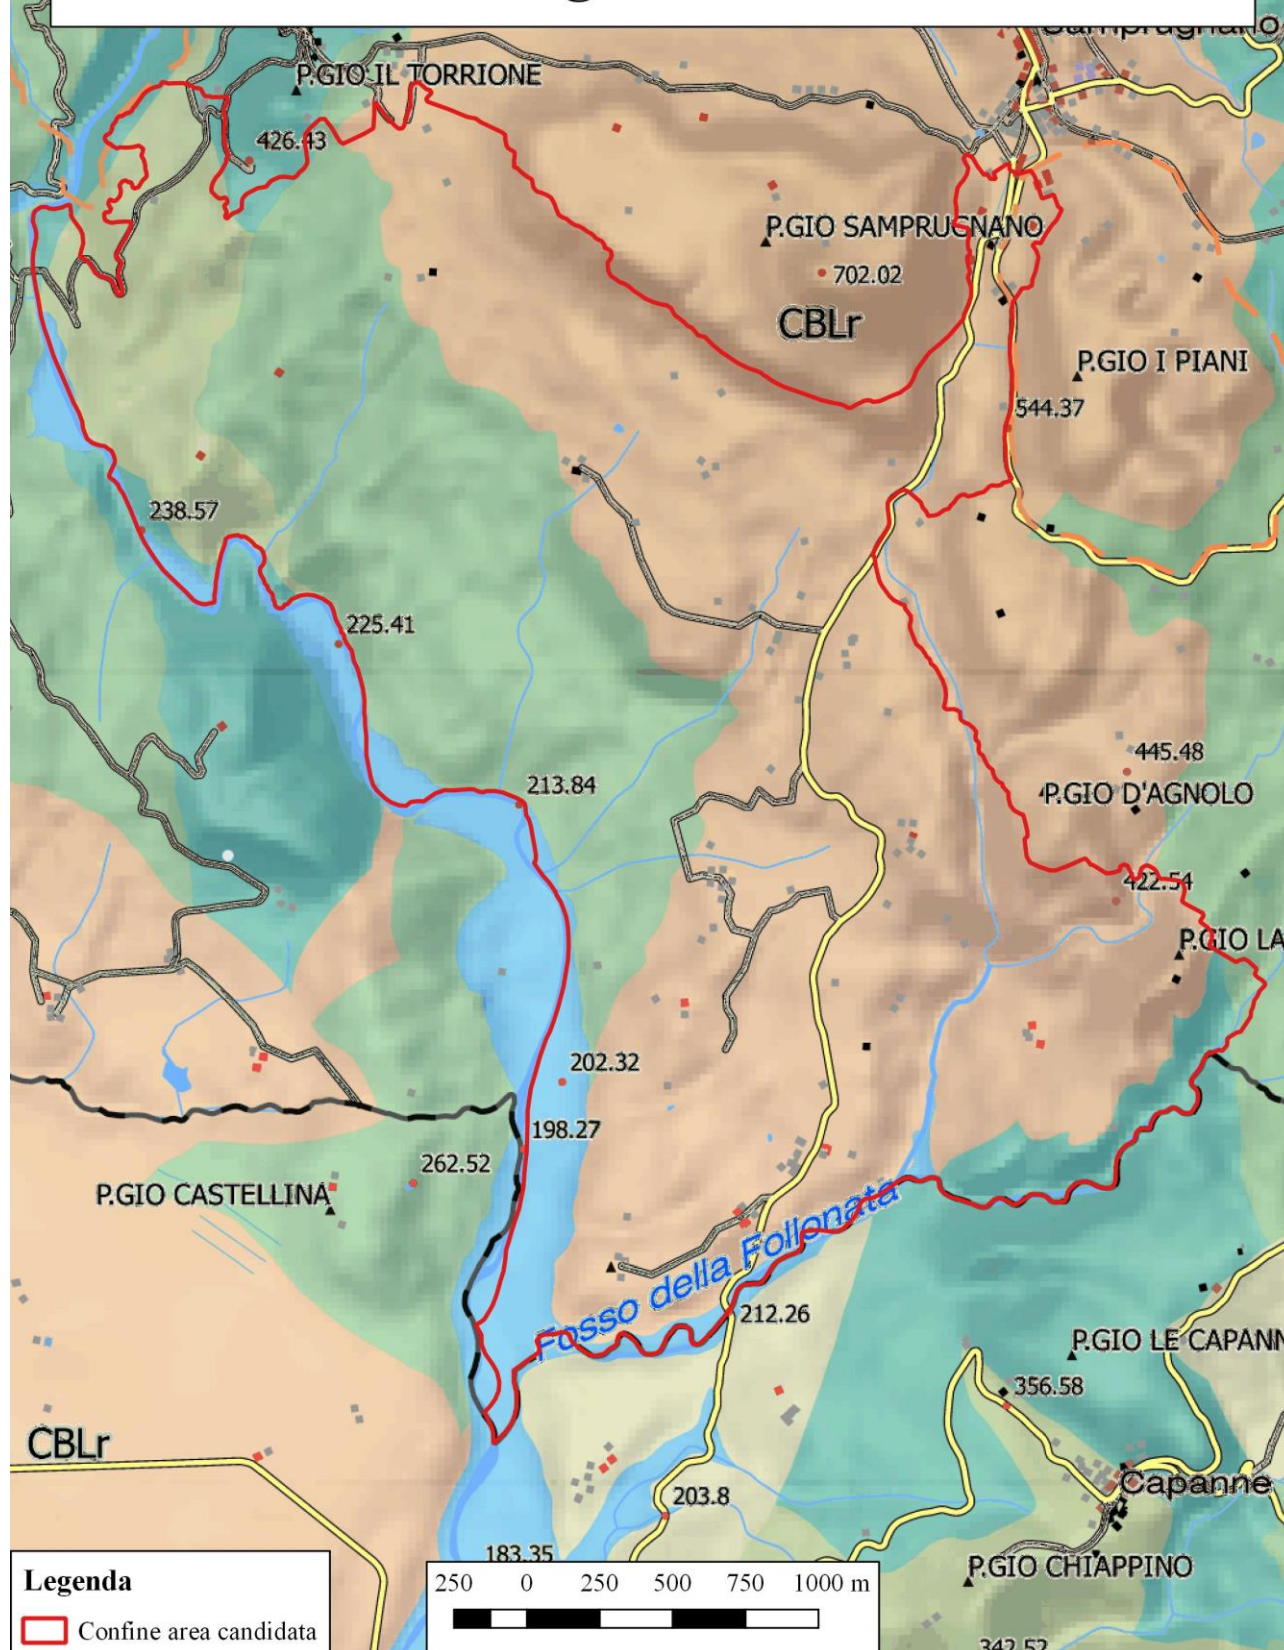 Samprugnano
P.GIO IL TORRIONE
426.43
P.GIO SAMPRUGNANO
702.02
CBLr
P.GIO I PIANI
544.37
238.57
225.41
445.48
213.84
P.GIO D'AGNOLO
422.54
P.GIO LA
202.32
198.27
262.52
P.GIO CASTELLINA
Fosso della Follonata
212.26
P.GIO LE CAPANN
356.58
CBLr
Capanne
203.8
183.35
P.GIO CHIAPPINO
Legenda
Confine area candidata
250 0 250 500 750 1000 m
342.52